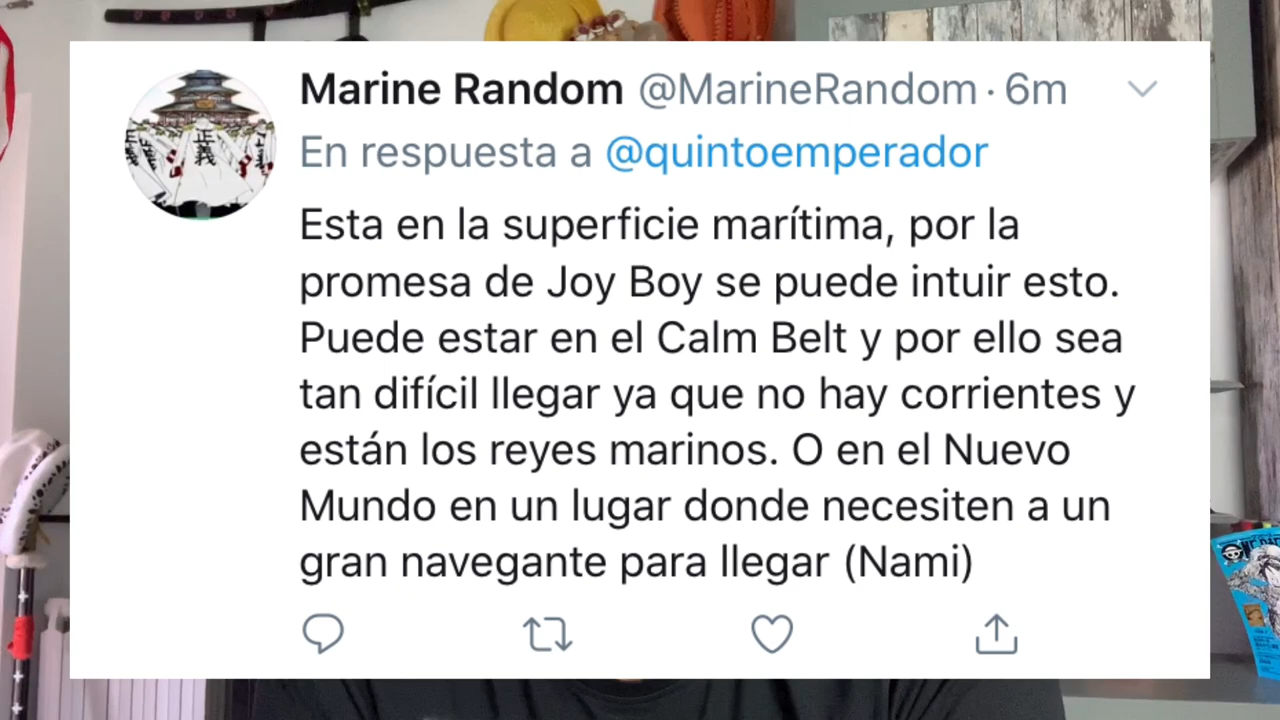 Marine Random @MarineRandom · 6m
En respuesta a @quintoemperador
Esta en la superficie marítima, por la
promesa de Joy Boy se puede intuir esto.
Puede estar en el Calm Belt y por ello sea
tan difícil llegar ya que no hay corrientes y
están los reyes marinos. O en el Nuevo
Mundo en un lugar donde necesiten a un
gran navegante para llegar (Nami)
正義